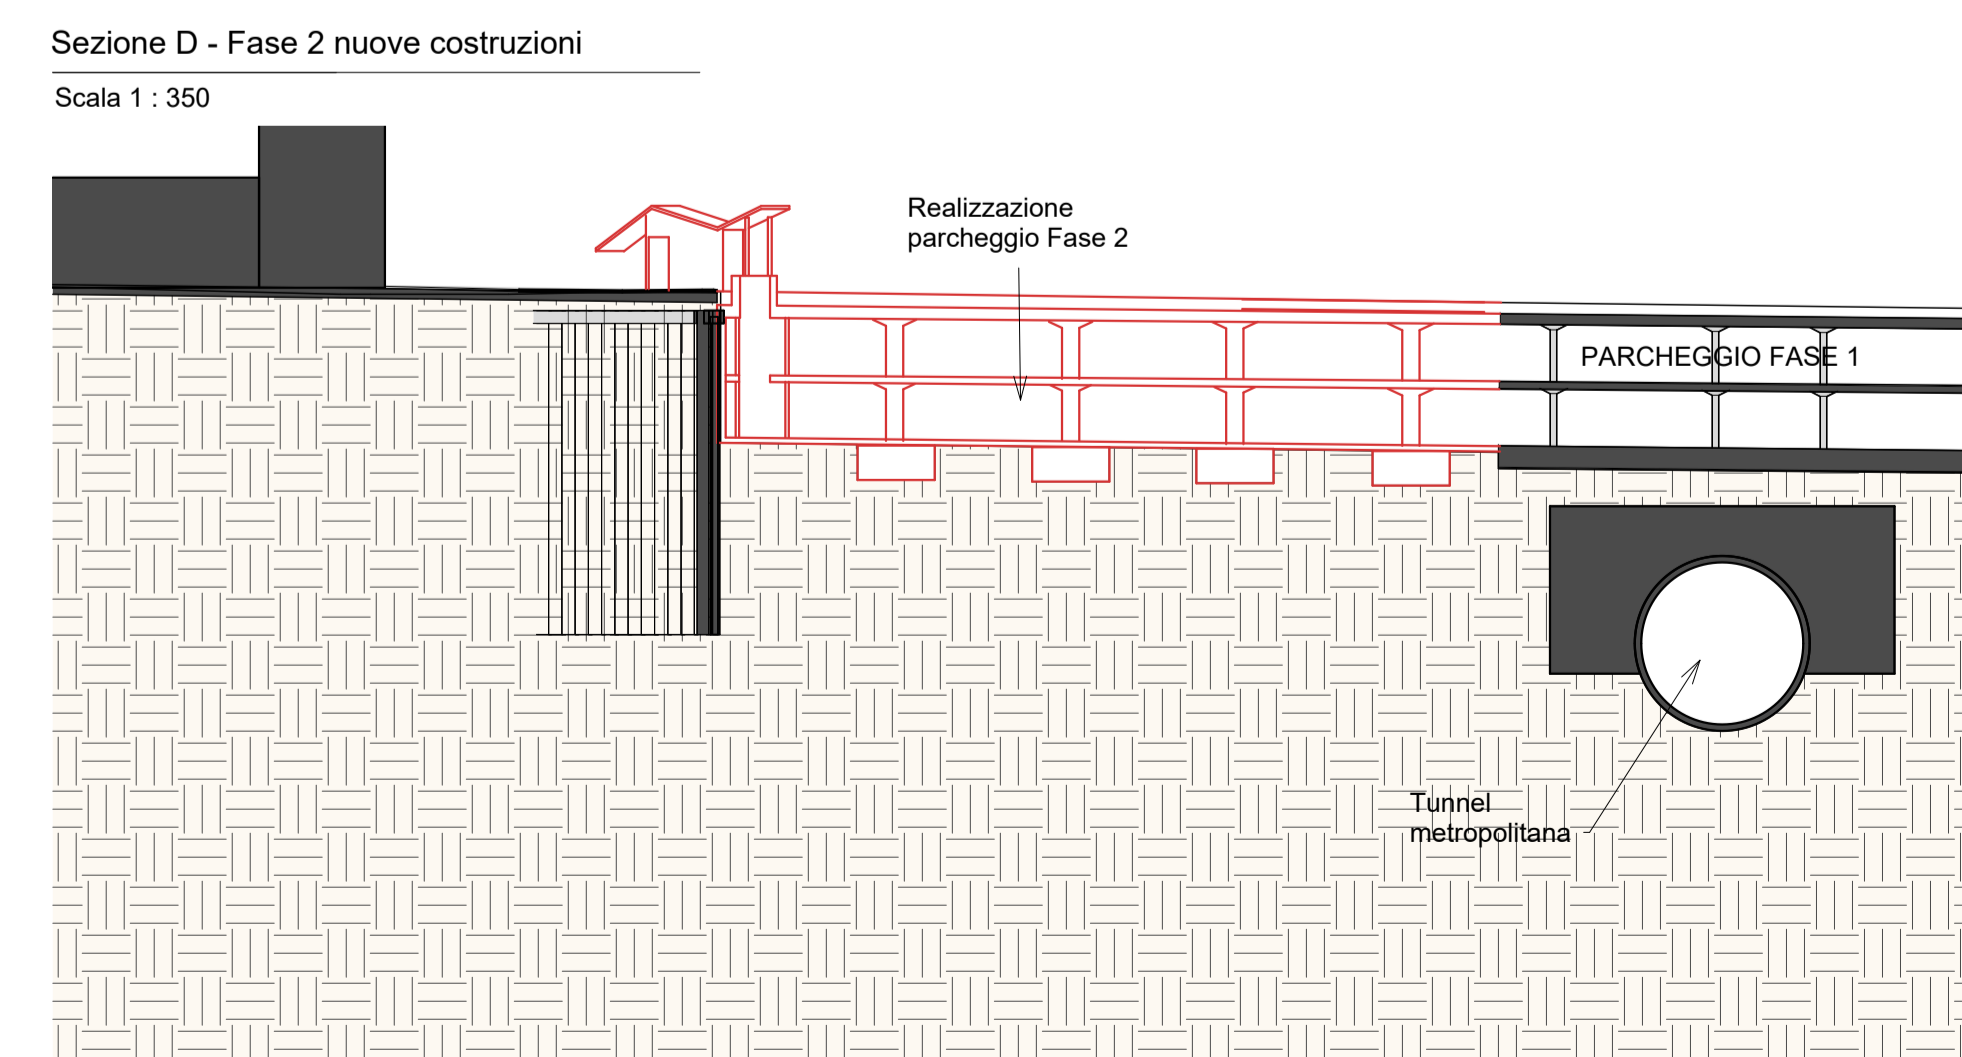 Sezione D - Fase 2 nuove costruzioni
Scala 1 : 350
Realizzazione
parcheggio Fase 2
PARCHEGGIO FASE 1
Tunnel
metropolitana